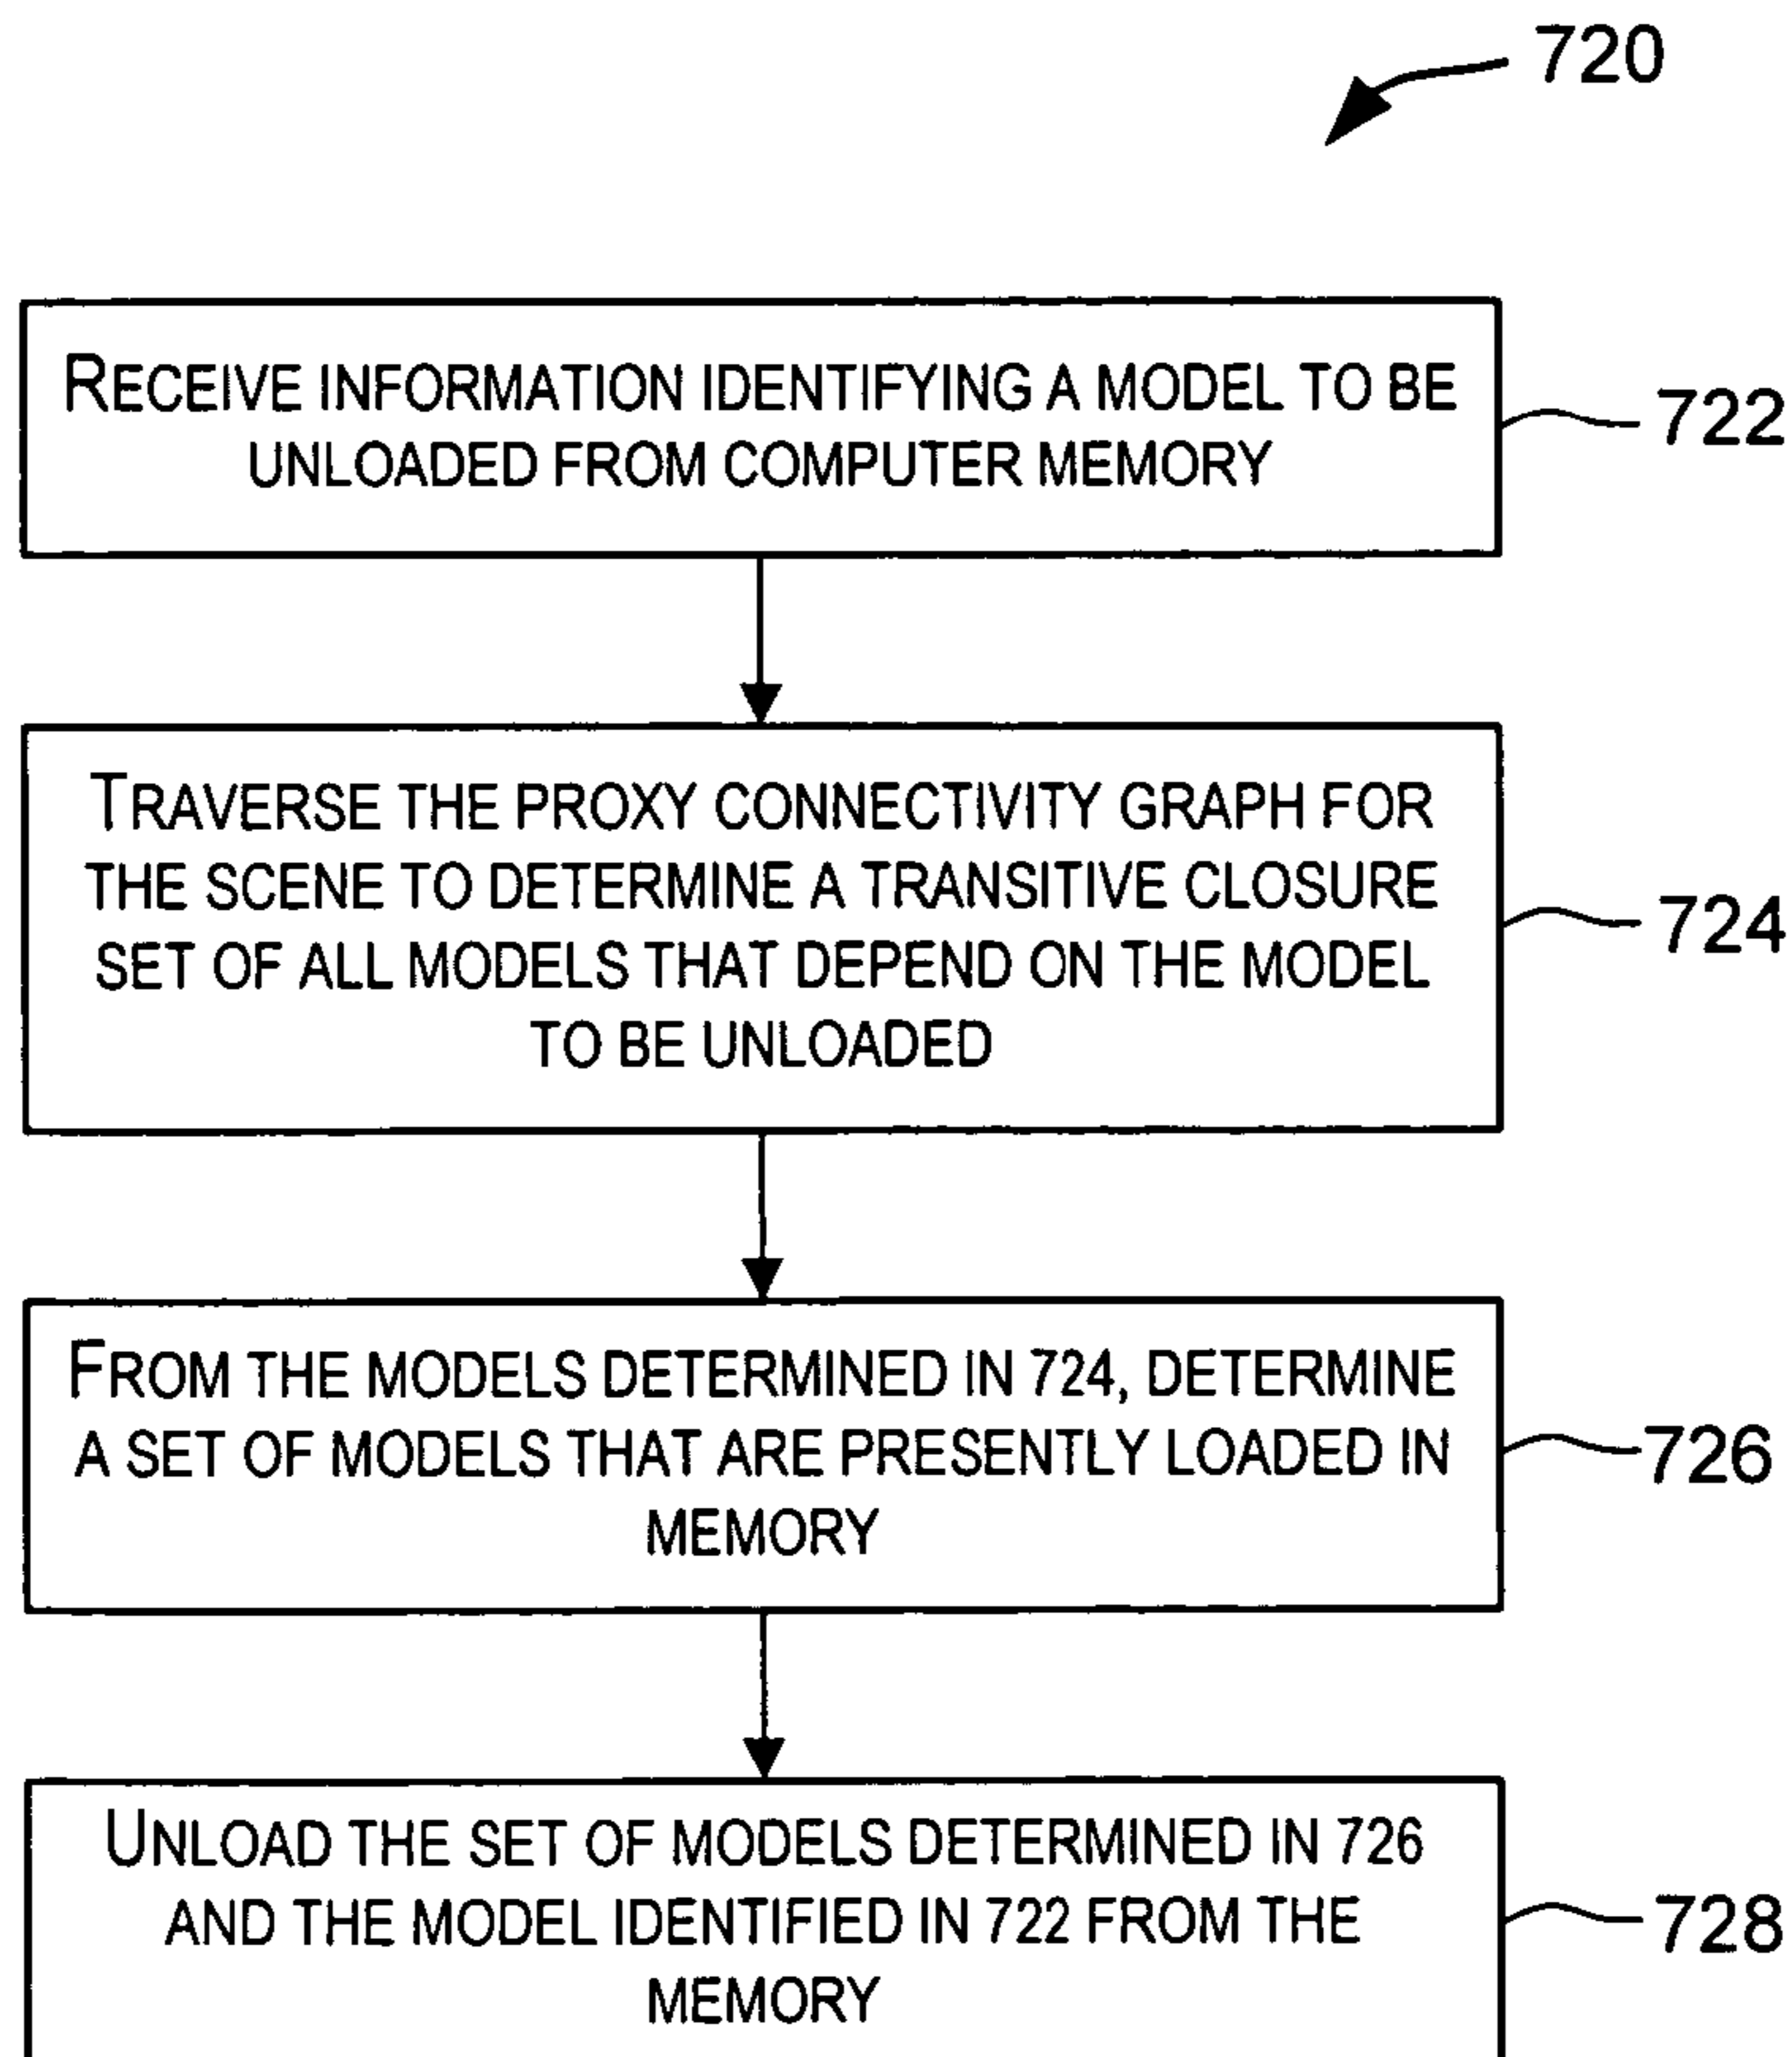 720
RECEIVE INFORMATION IDENTIFYING A MODEL TO BE
UNLOADED FROM COMPUTER MEMORY
722
TRAVERSE THE PROXY CONNECTIVITY GRAPH FOR
THE SCENE TO DETERMINE A TRANSITIVE CLOSURE
SET OF ALL MODELS THAT DEPEND ON THE MODEL
TO BE UNLOADED
724
FROM THE MODELS DETERMINED IN 724, DETERMINE
A SET OF MODELS THAT ARE PRESENTLY LOADED IN
MEMORY
726
UNLOAD THE SET OF MODELS DETERMINED IN 726
AND THE MODEL IDENTIFIED IN 722 FROM THE
MEMORY
728